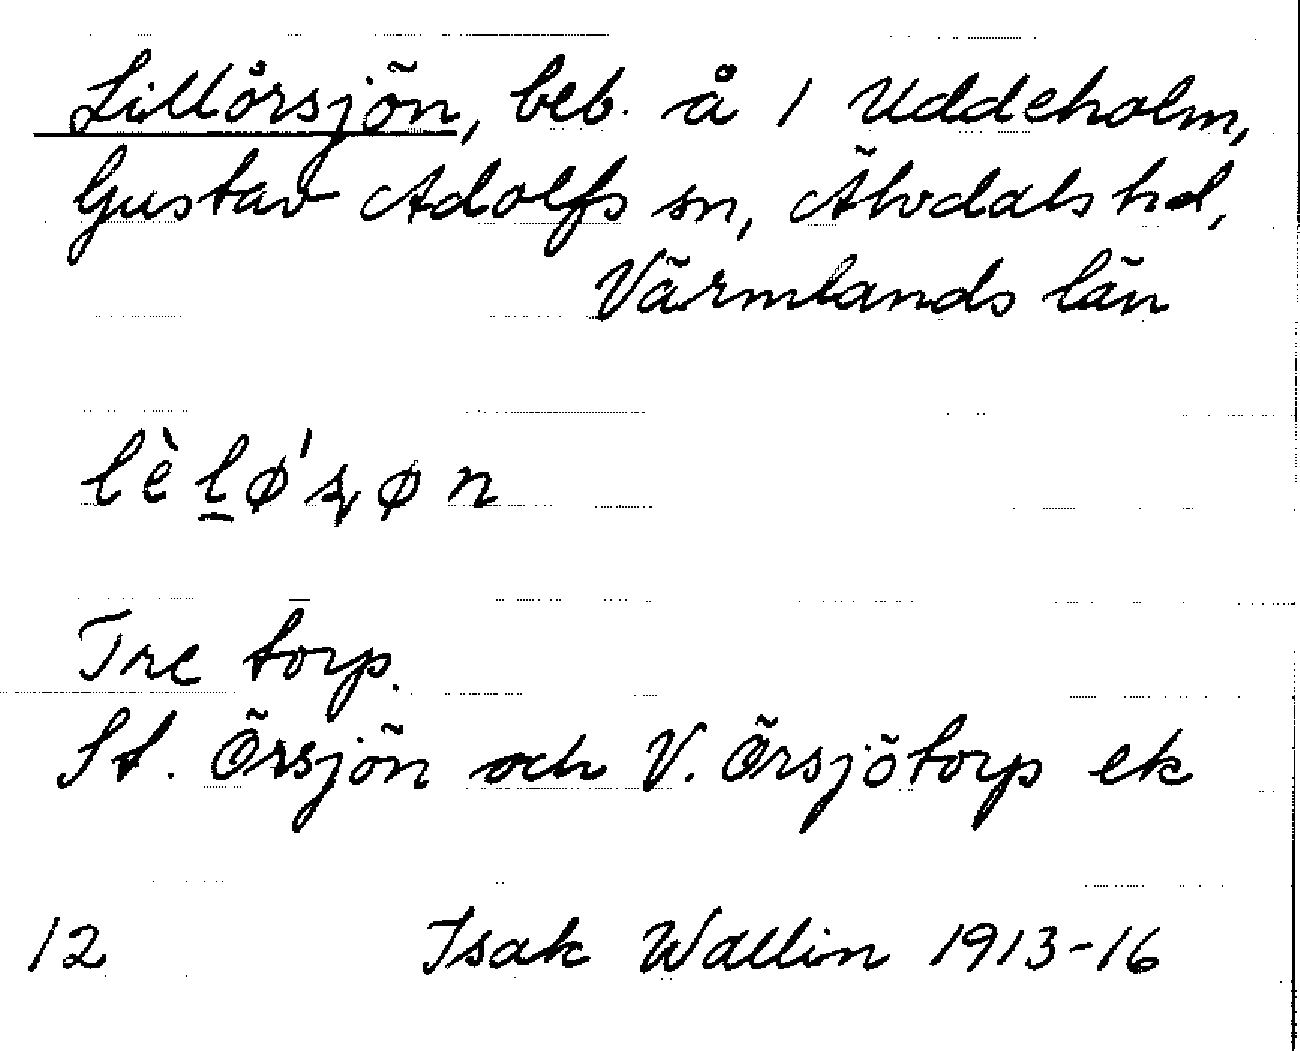 Lillörsjön, beb. å 1 Uddeholm,
Gustav Adolfs sn, Älvdals hd,
Värmlands län
Tre torp.
St. Örsjön och V. Örsjötorp ek
12 Isak Wallin 1913-16